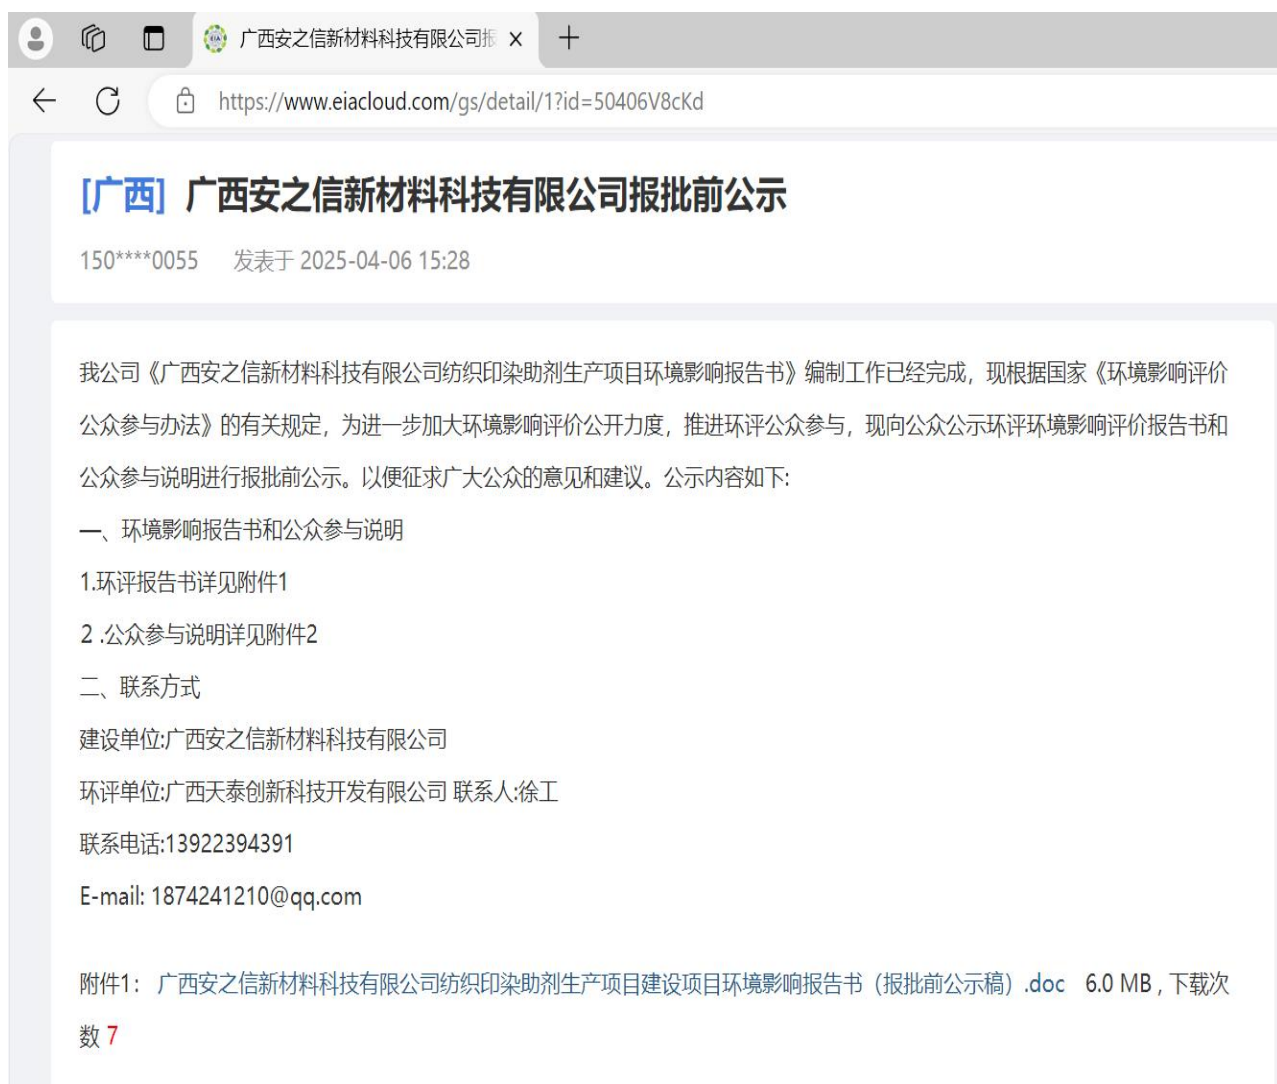 广西安之信新材料科技有限公司报
https://www.eiacloud.com/gs/detail/1?id=50406V8cKd
[广西] 广西安之信新材料科技有限公司报批前公示
150****0055 发表于 2025-04-06 15:28
我公司《广西安之信新材料科技有限公司纺织印染助剂生产项目环境影响报告书》编制工作已经完成，现根据国家《环境影响评价
公众参与办法》的有关规定，为进一步加大环境影响评价公开力度，推进环评公众参与，现向公众公示环评环境影响评价报告书和
公众参与说明进行报批前公示。以便征求广大公众的意见和建议。公示内容如下:
一、环境影响报告书和公众参与说明
1.环评报告书详见附件1
2 .公众参与说明详见附件2
二、联系方式
建设单位:广西安之信新材料科技有限公司
环评单位:广西天泰创新科技开发有限公司 联系人:徐工
联系电话:13922394391
E-mail: 1874241210@qq.com
附件1： 广西安之信新材料科技有限公司纺织印染助剂生产项目建设项目环境影响报告书（报批前公示稿）.doc 6.0 MB , 下载次
数 7